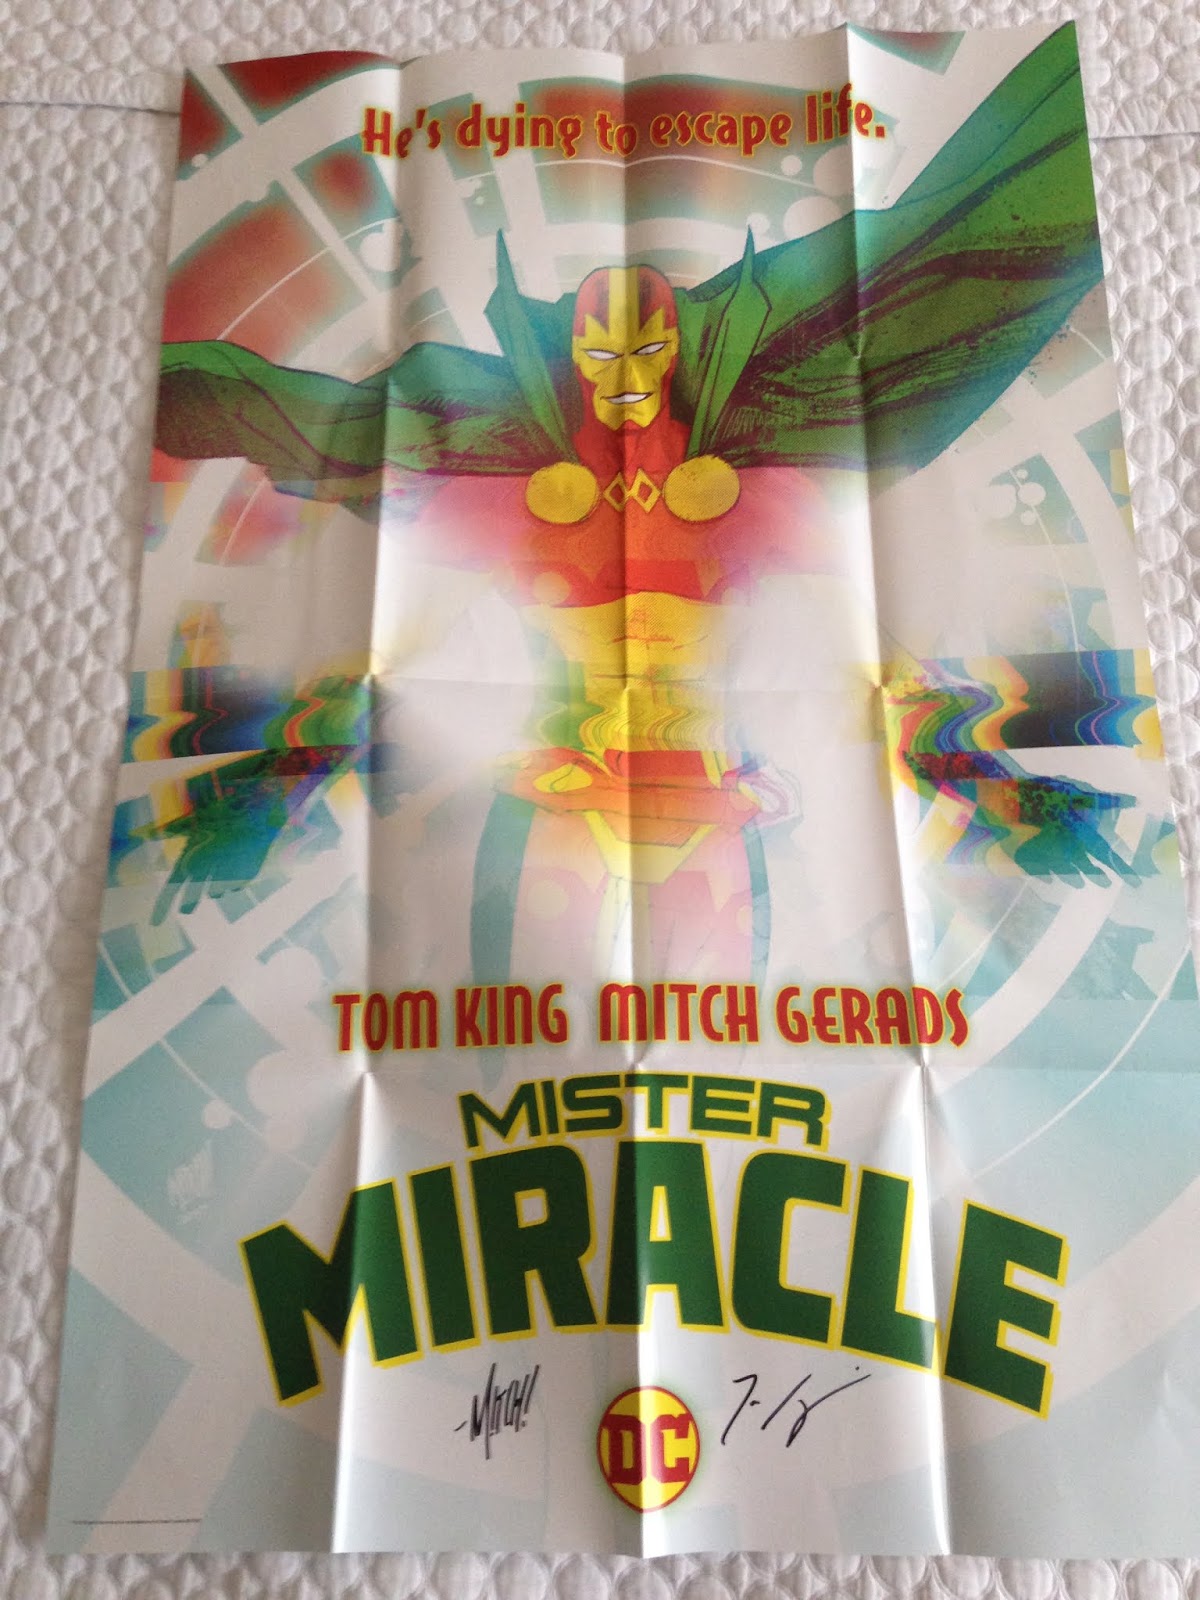 He's dying to escape life.
TOM KING MITCH GERADS
MISTER
MIRACLE
-MITCH!
DC